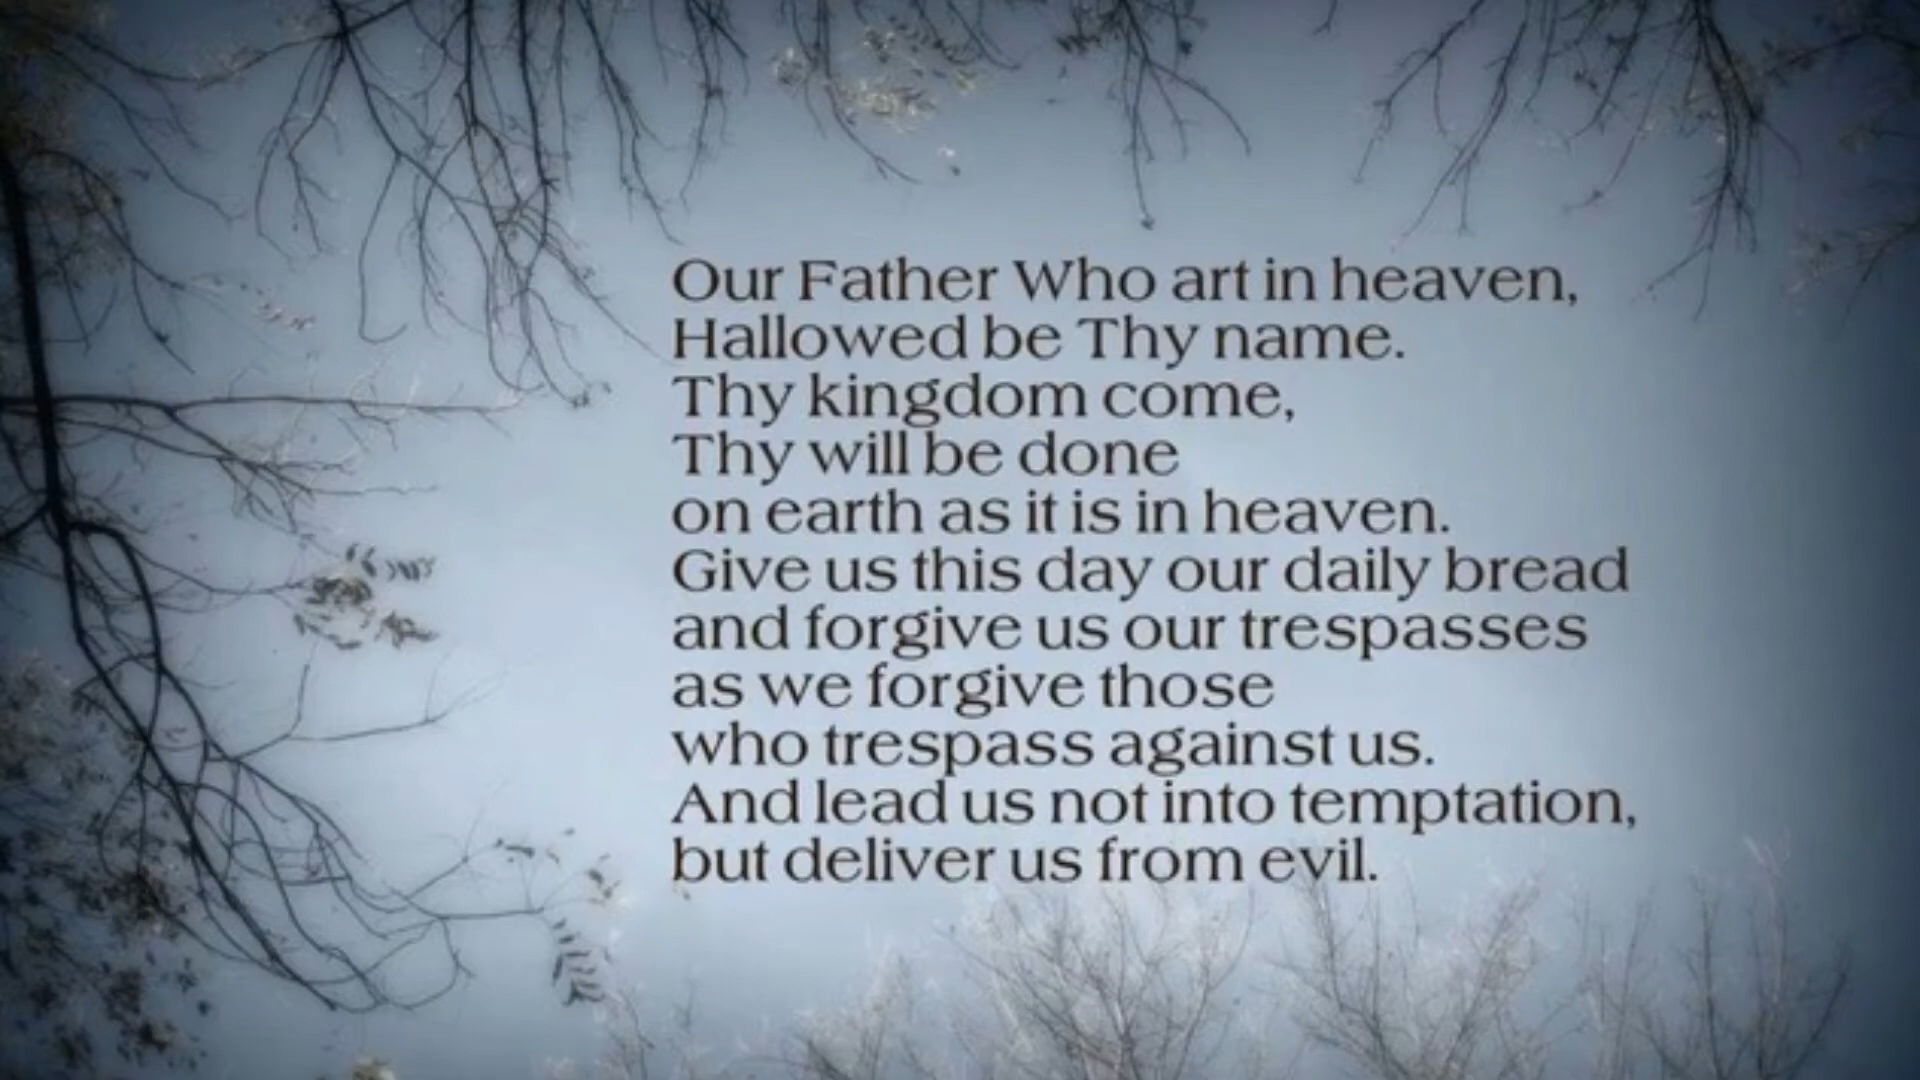 Our Father Who art in heaven,
Hallowed be Thy name.
Thy kingdom come,
Thy will be done
on earth as it is in heaven.
Give us this day our daily bread
and forgive us our trespasses
as we forgive those
who trespass against us.
And lead us not into temptation,
but deliver us from evil.